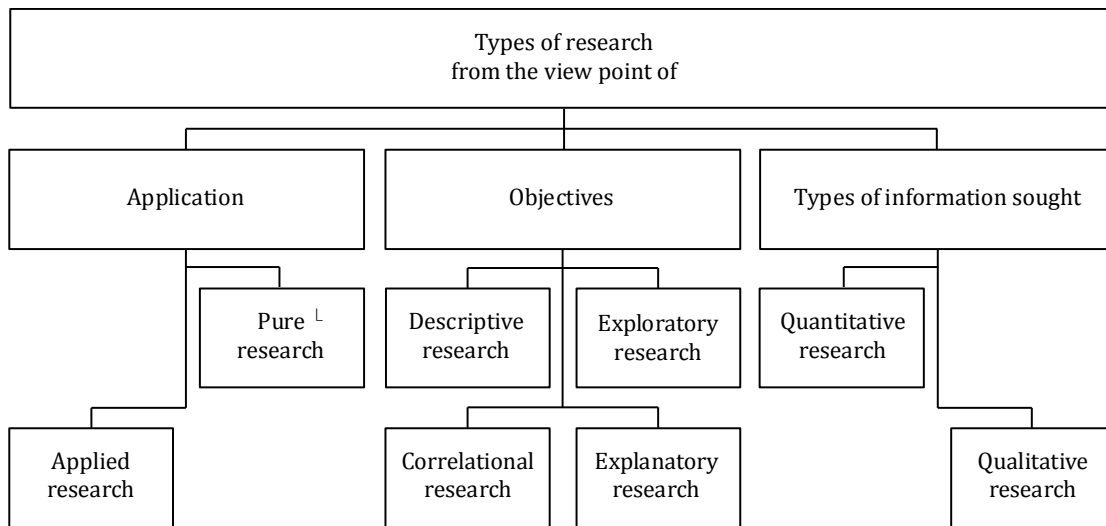 Types of research
from the view point of
Application
Objectives
Types of information sought
Pure └
research
Descriptive
research
Exploratory
research
Quantitative
research
Applied
research
Correlational
research
Explanatory
research
Qualitative
research